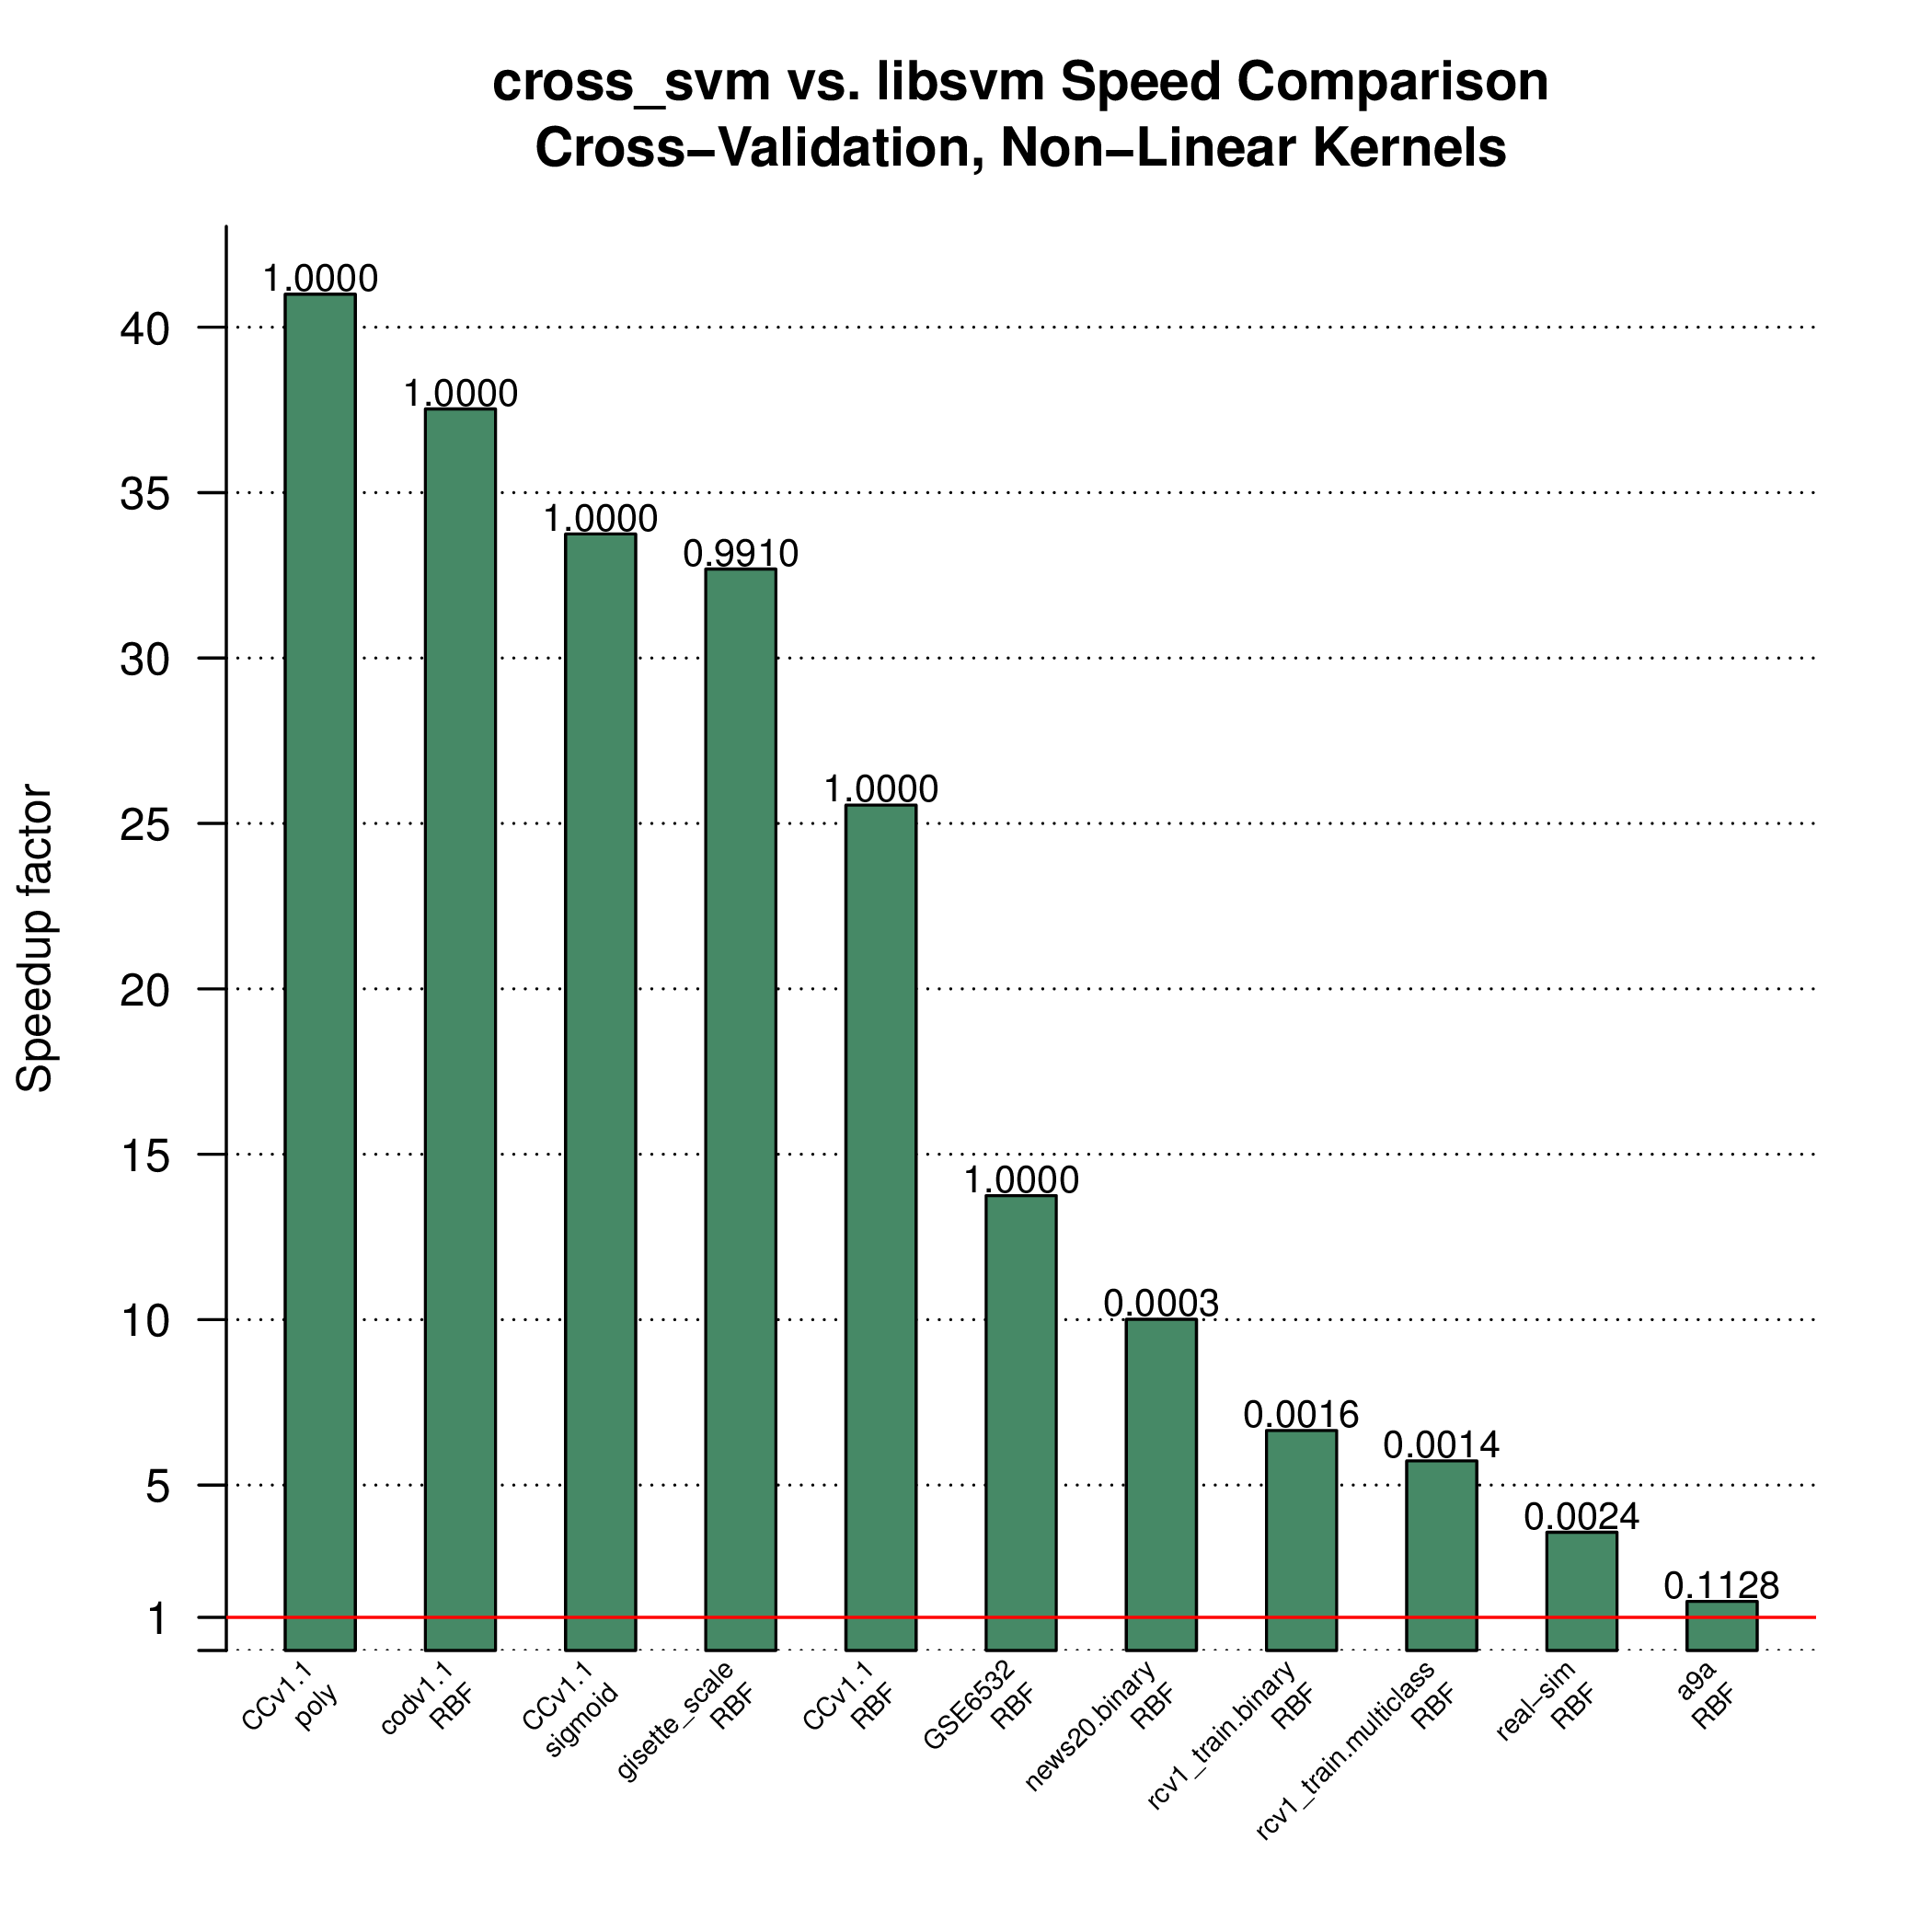 cross_svm vs. libsvm Speed Comparison
Cross−Validation, Non−Linear Kernels
Speedup factor
40
35
30
25
20
15
10
5
1
1.0000
1.0000
1.0000
0.9910
1.0000
1.0000
0.0003
0.0016
0.0014
0.0024
0.1128
CCv1.1
poly
codv1.1
RBF
CCv1.1
sigmoid
gisette_scale
RBF
CCv1.1
RBF
GSE6532
RBF
news20.binary
RBF
rcv1_train.binary
RBF
rcv1_train.multiclass
RBF
real−sim
RBF
a9a
RBF